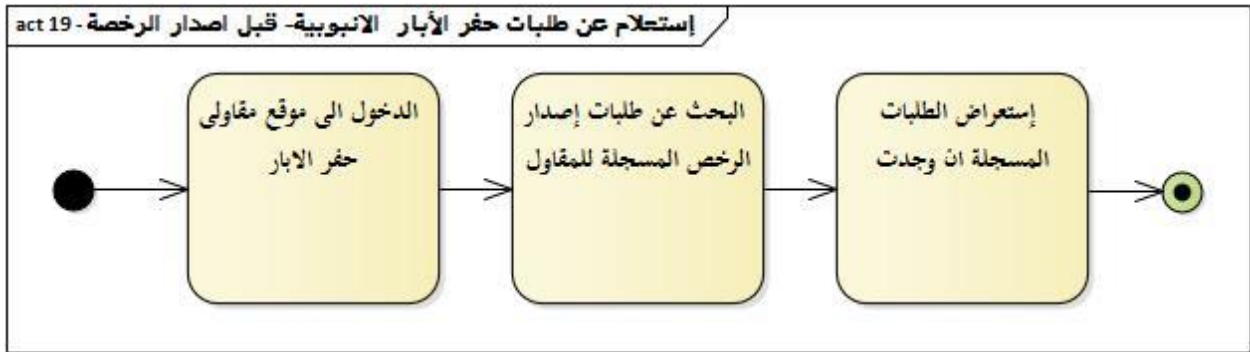 act 19 - إستعلام عن طلبات حفر الأبار الانبوبية- قبل اصدار الرخصة
الدخول الى موقع مقاولى
حفر الابار
البحث عن طلبات إصدار
الرخص المسجلة للمقاول
إستعراض الطلبات
المسجلة ان وجدت